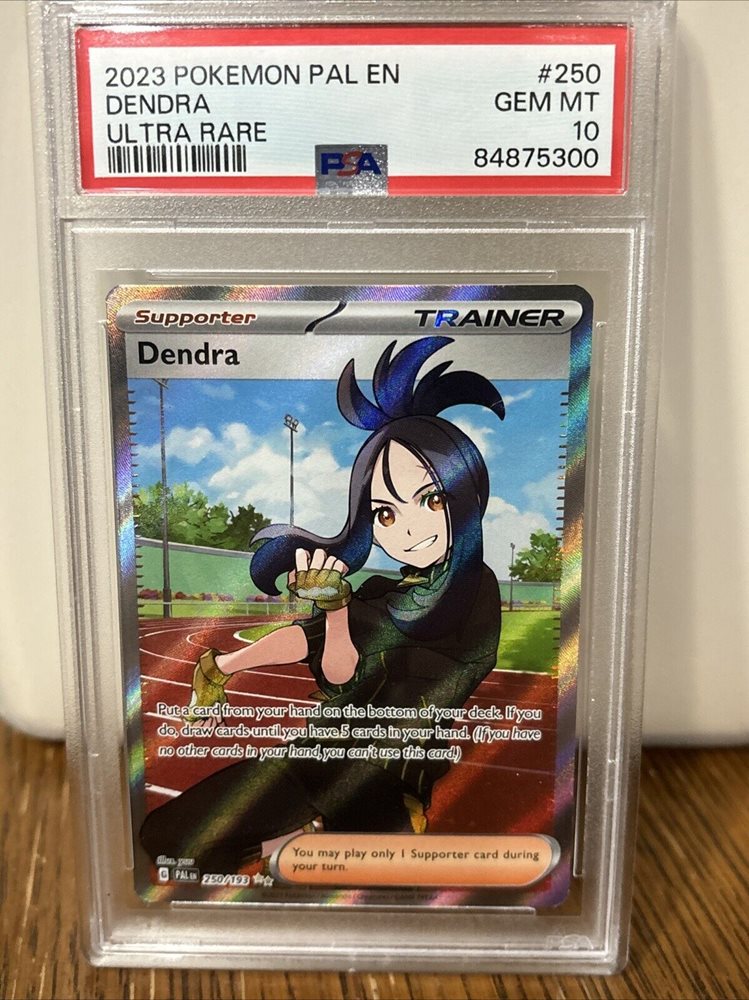 2023 POKEMON PAL EN #250
DENDRA GEM MT
ULTRA RARE 10
PSA 84875300
Supporter TRAINER
Dendra
Put a card from your hand on the bottom of your deck. If you
do, draw cards until you have 5 cards in your hand. (If you have
no other cards in your hand, you can't use this card.)
illus. yuu
You may play only 1 Supporter card during
your turn.
G PAL EN 250/193